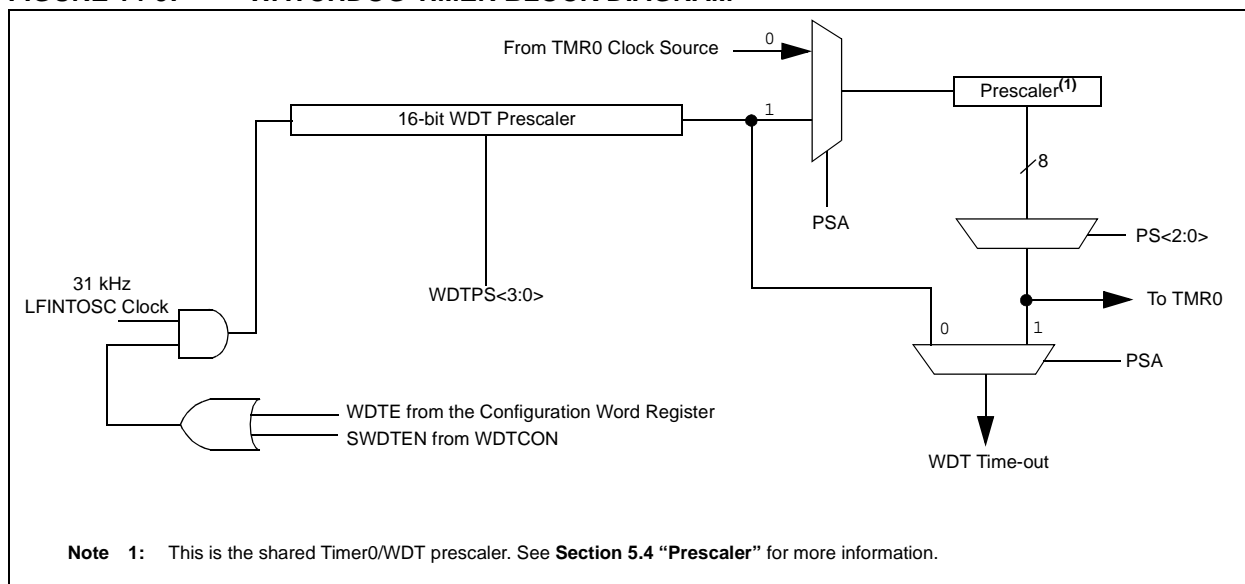 From TMR0 Clock Source
0
1
16-bit WDT Prescaler
Prescaler(1)
8
PSA
PS<2:0>
31 kHz
LFINTOSC Clock
WDTPS<3:0>
To TMR0
0
1
PSA
WDTE from the Configuration Word Register
SWDTEN from WDTCON
WDT Time-out
Note 1: This is the shared Timer0/WDT prescaler. See Section 5.4 “Prescaler” for more information.